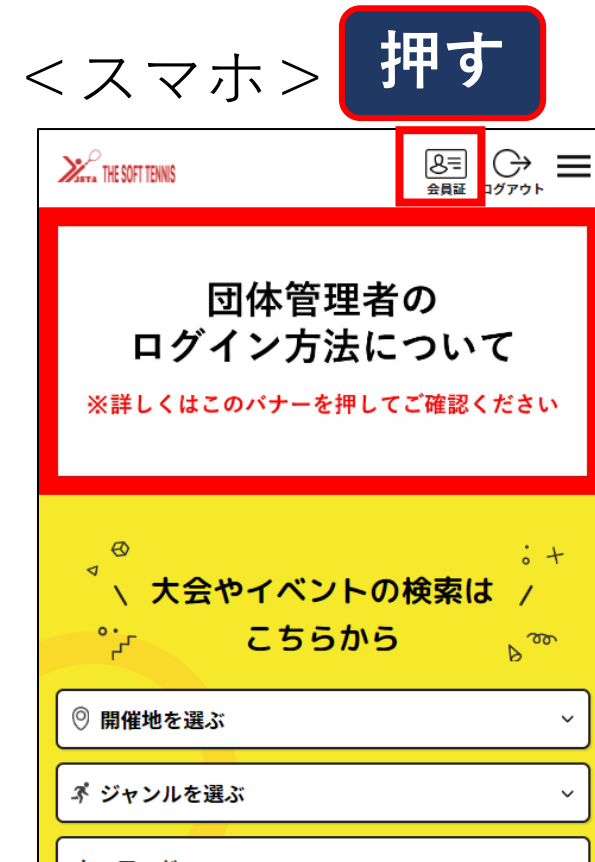 <スマホ> 押す
JSTA THE SOFT TENNIS
会員証 ログアウト
団体管理者の
ログイン方法について
※詳しくはこのバナーを押してご確認ください
大会やイベントの検索は
こちらから
開催地を選ぶ
ジャンルを選ぶ